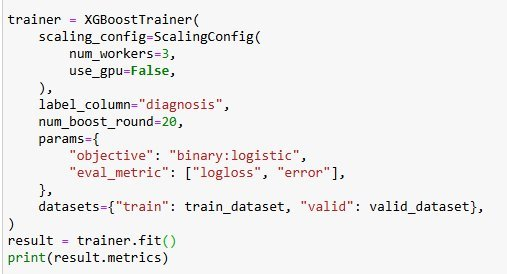 trainer = XGBoostTrainer(
    scaling_config=ScalingConfig(
        num_workers=3,
        use_gpu=False,
    ),
    label_column="diagnosis",
    num_boost_round=20,
    params={
        "objective": "binary:logistic",
        "eval_metric": ["logloss", "error"],
    },
    datasets={"train": train_dataset, "valid": valid_dataset},
)
result = trainer.fit()
print(result.metrics)